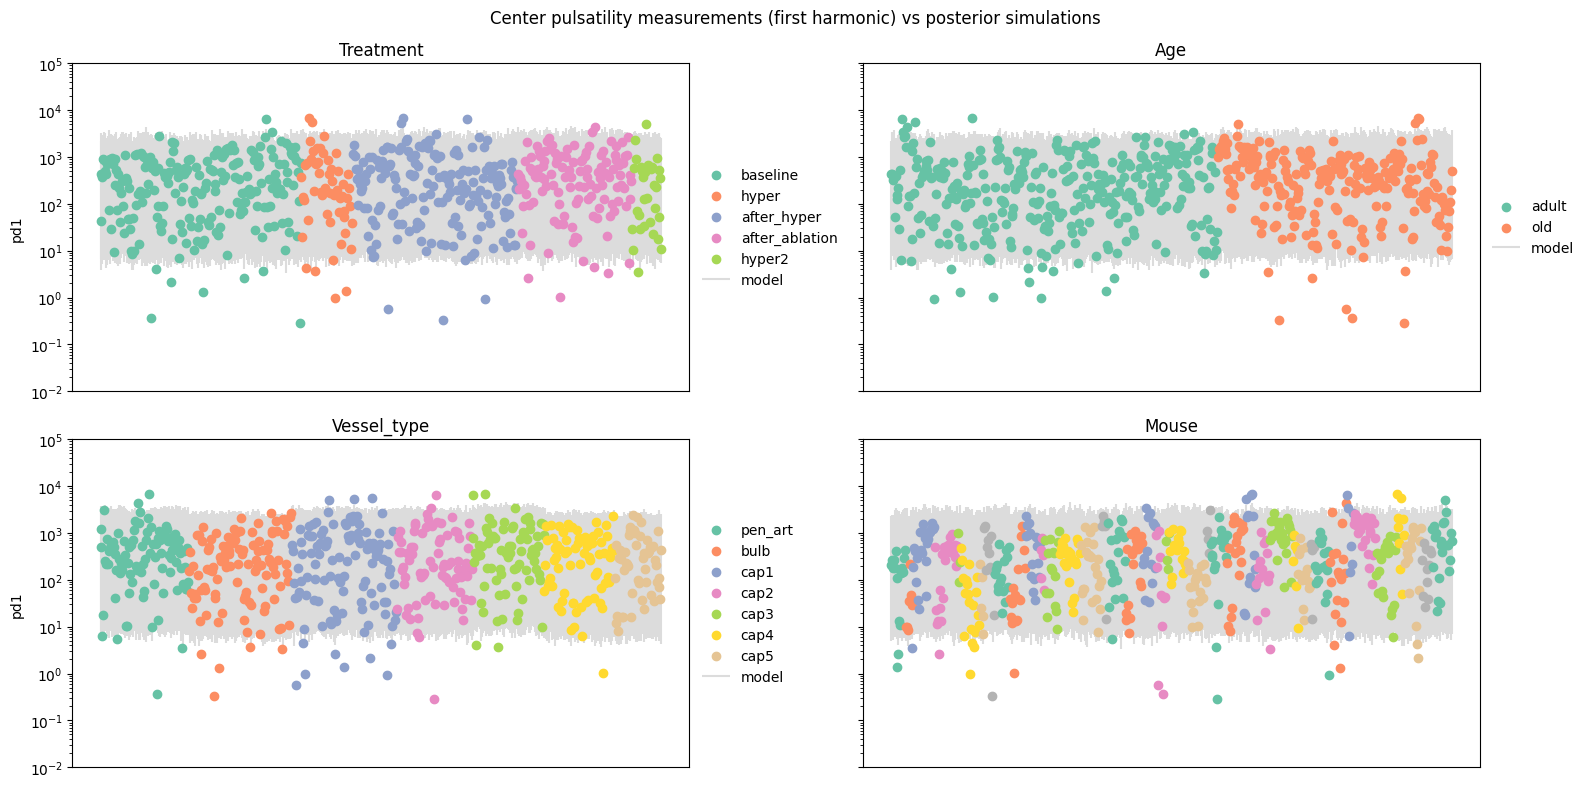 Center pulsatility measurements (first harmonic) vs posterior simulations
Treatment
10^5
10^4
10^3
10^2
10^1
10^0
10^-1
10^-2
pd1
baseline
hyper
after_hyper
after_ablation
hyper2
model
Age
adult
old
model
Vessel_type
10^5
10^4
10^3
10^2
10^1
10^0
10^-1
10^-2
pd1
pen_art
bulb
cap1
cap2
cap3
cap4
cap5
model
Mouse